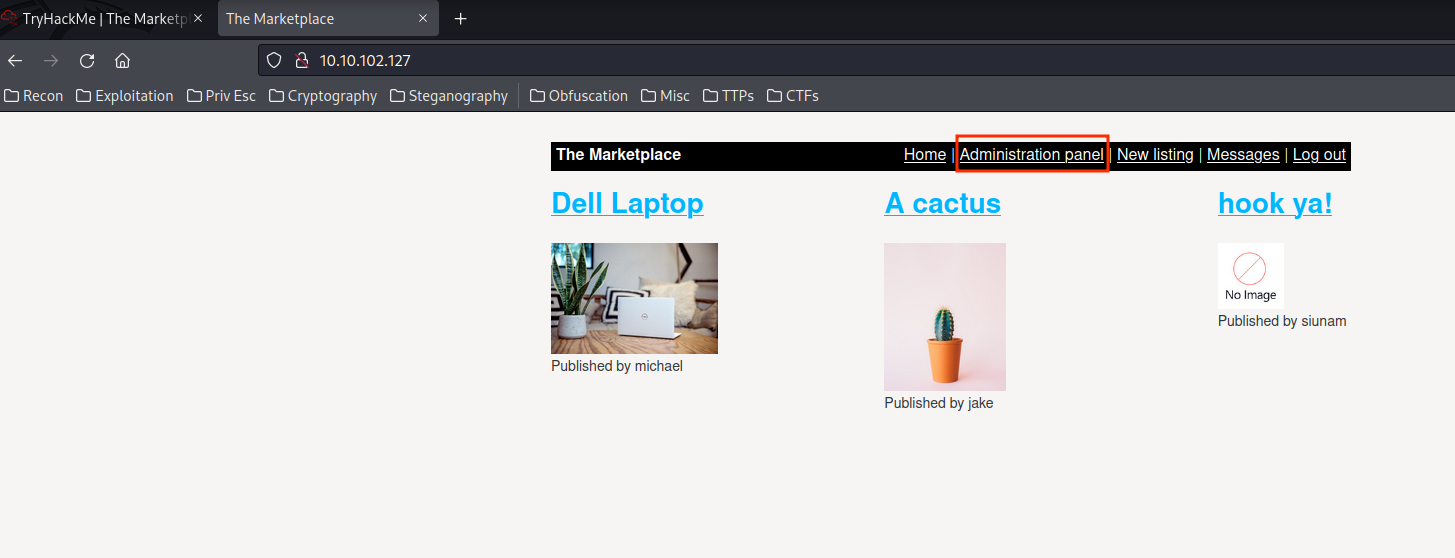 TryHackMe | The Marketp
The Marketplace
10.10.102.127
Recon Exploitation Priv Esc Cryptography Steganography Obfuscation Misc TTPs CTFs
The Marketplace Home | Administration panel | New listing | Messages | Log out
Dell Laptop A cactus hook ya!
No Image
Published by siunam
Published by michael
Published by jake